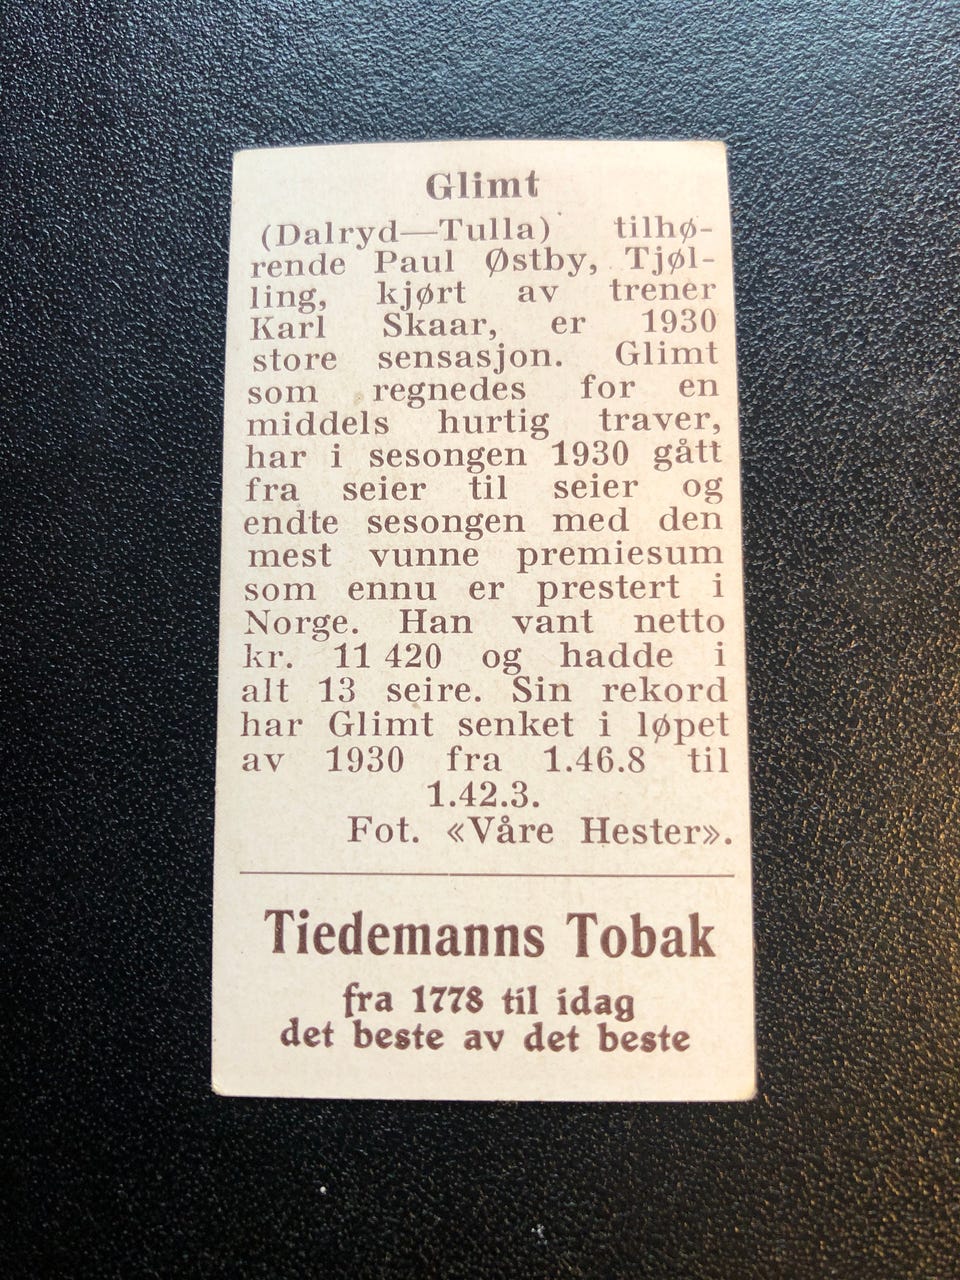 Glimt
(Dalryd—Tulla) tilhø-
rende Paul Østby, Tjøl-
ling, kjørt av trener
Karl Skaar, er 1930
store sensasjon. Glimt
som regnedes for en
middels hurtig traver,
har i sesongen 1930 gått
fra seier til seier og
endte sesongen med den
mest vunne premiesum
som ennu er prestert i
Norge. Han vant netto
kr. 11 420 og hadde i
alt 13 seire. Sin rekord
har Glimt senket i løpet
av 1930 fra 1.46.8 til
1.42.3.
Fot. «Våre Hester».
Tiedemanns Tobak
fra 1778 til idag
det beste av det beste